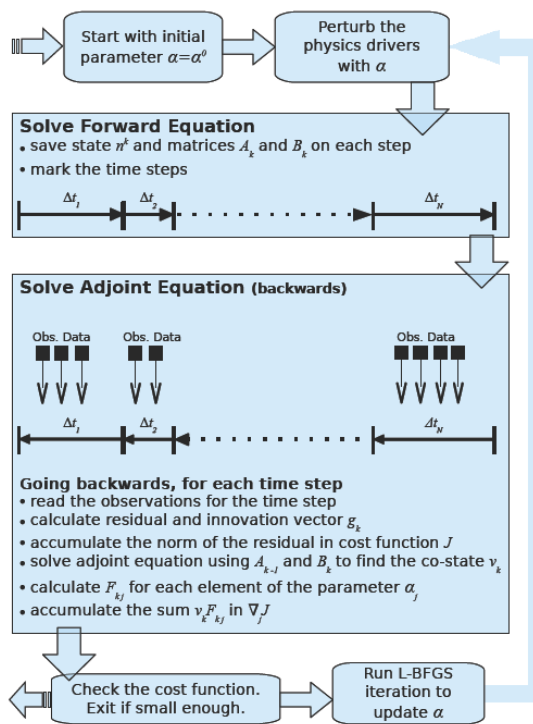 Start with initial
parameter α=α⁰
Perturb the
physics drivers
with α
Solve Forward Equation
• save state nᵏ and matrices Aₖ and Bₖ on each step
• mark the time steps
Δt₁ Δt₂ Δt_N
Solve Adjoint Equation (backwards)
Obs. Data Obs. Data Obs. Data
Δt₁ Δt₂ Δt_N
Going backwards, for each time step
• read the observations for the time step
• calculate residual and innovation vector gₖ
• accumulate the norm of the residual in cost function J
• solve adjoint equation using Aₖ₋₁ and Bₖ to find the co-state vₖ
• calculate Fₖⱼ for each element of the parameter αⱼ
• accumulate the sum vₖFₖⱼ in ∇ⱼJ
Check the cost function.
Exit if small enough.
Run L-BFGS
iteration to
update α